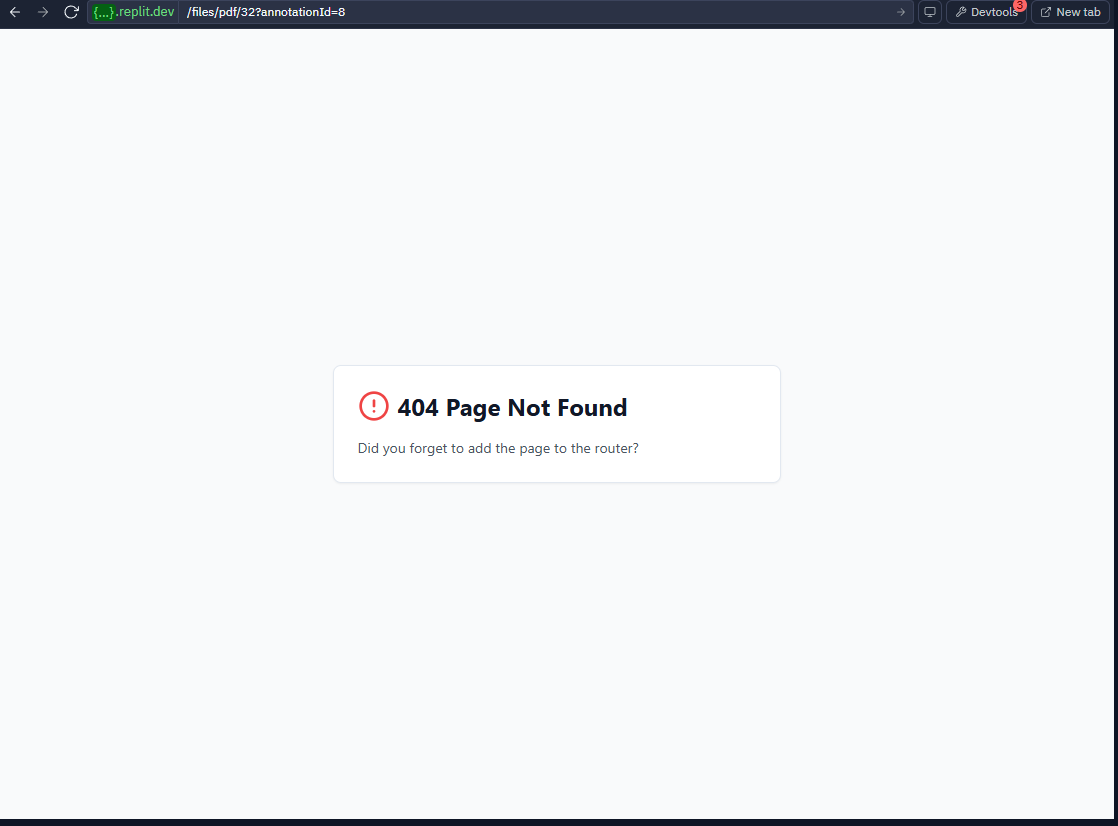 {...}.replit.dev /files/pdf/32?annotationId=8 Devtools 3 New tab
404 Page Not Found
Did you forget to add the page to the router?